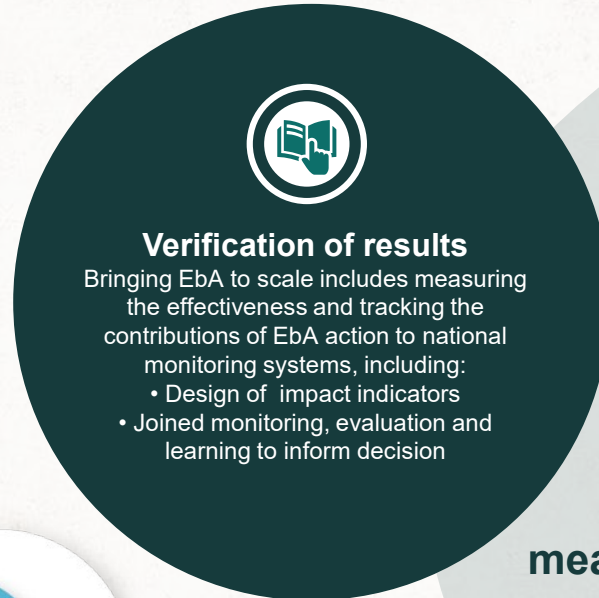 Verification of results
Bringing EbA to scale includes measuring
the effectiveness and tracking the
contributions of EbA action to national
monitoring systems, including:
• Design of  impact indicators
• Joined monitoring, evaluation and
learning to inform decision